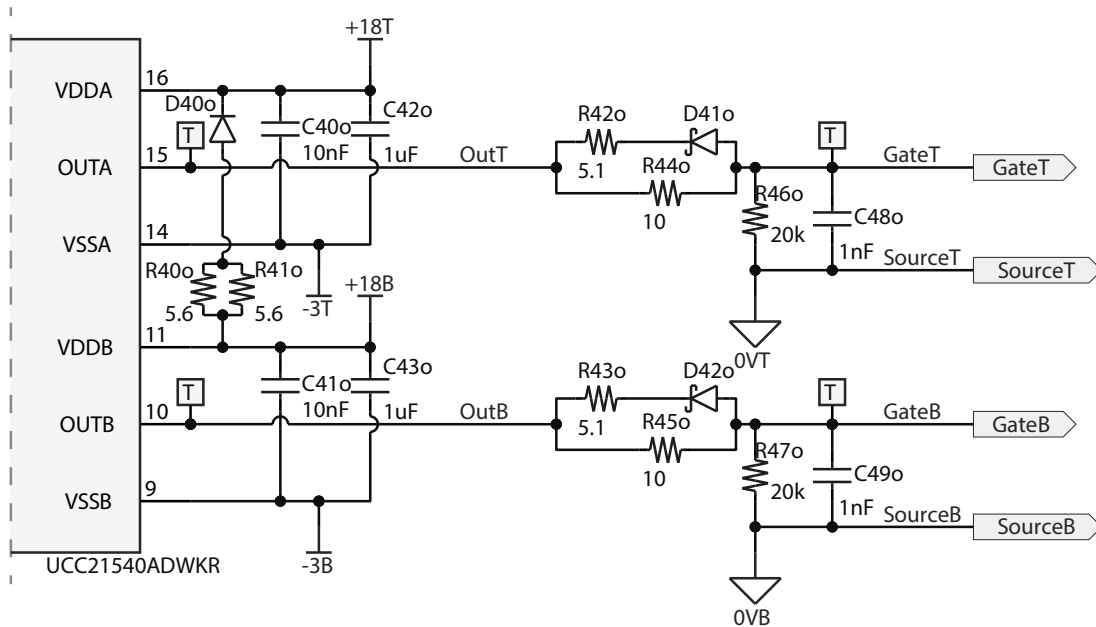 +18T
VDDA
16
D40o
C40o
10nF
C42o
1uF
T
OUTA
15
OutT
R42o
5.1
D41o
R44o
10
T
GateT
GateT
R46o
20k
C48o
1nF
VSSA
14
SourceT
SourceT
R40o
5.6
R41o
5.6
-3T
+18B
0VT
VDDB
11
C41o
10nF
C43o
1uF
T
OUTB
10
OutB
R43o
5.1
D42o
R45o
10
T
GateB
GateB
R47o
20k
C49o
1nF
VSSB
9
SourceB
SourceB
-3B
UCC21540ADWKR
0VB